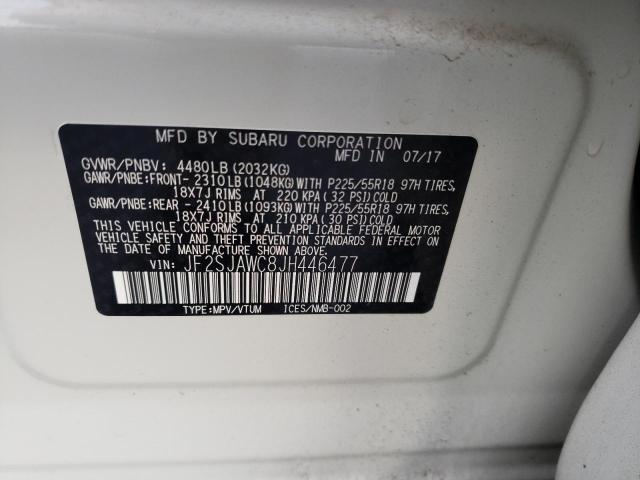 MFD BY SUBARU CORPORATION
MFD IN 07/17
GVWR/PNBV: 4480LB (2032KG)
GAWR/PNBE:FRONT-2310LB (1048KG) WITH P225/55R18 97H TIRES,
18X7J RIMS AT 220 KPA ( 32 PSI) COLD
GAWR/PNBE:REAR - 2410LB (1093KG) WITH P225/55R18 97H TIRES,
18X7J RIMS AT 210 KPA ( 30 PSI) COLD
THIS VEHICLE CONFORMS TO ALL APPLICABLE FEDERAL MOTOR
VEHICLE SAFETY, BUMPER, AND THEFT PREVENTION STANDARDS
IN EFFECT ON THE DATE OF MANUFACTURE SHOWN ABOVE.
VIN: JF2SJAWC8JH446477
TYPE:MPV/VTUM ICES/NMB-002